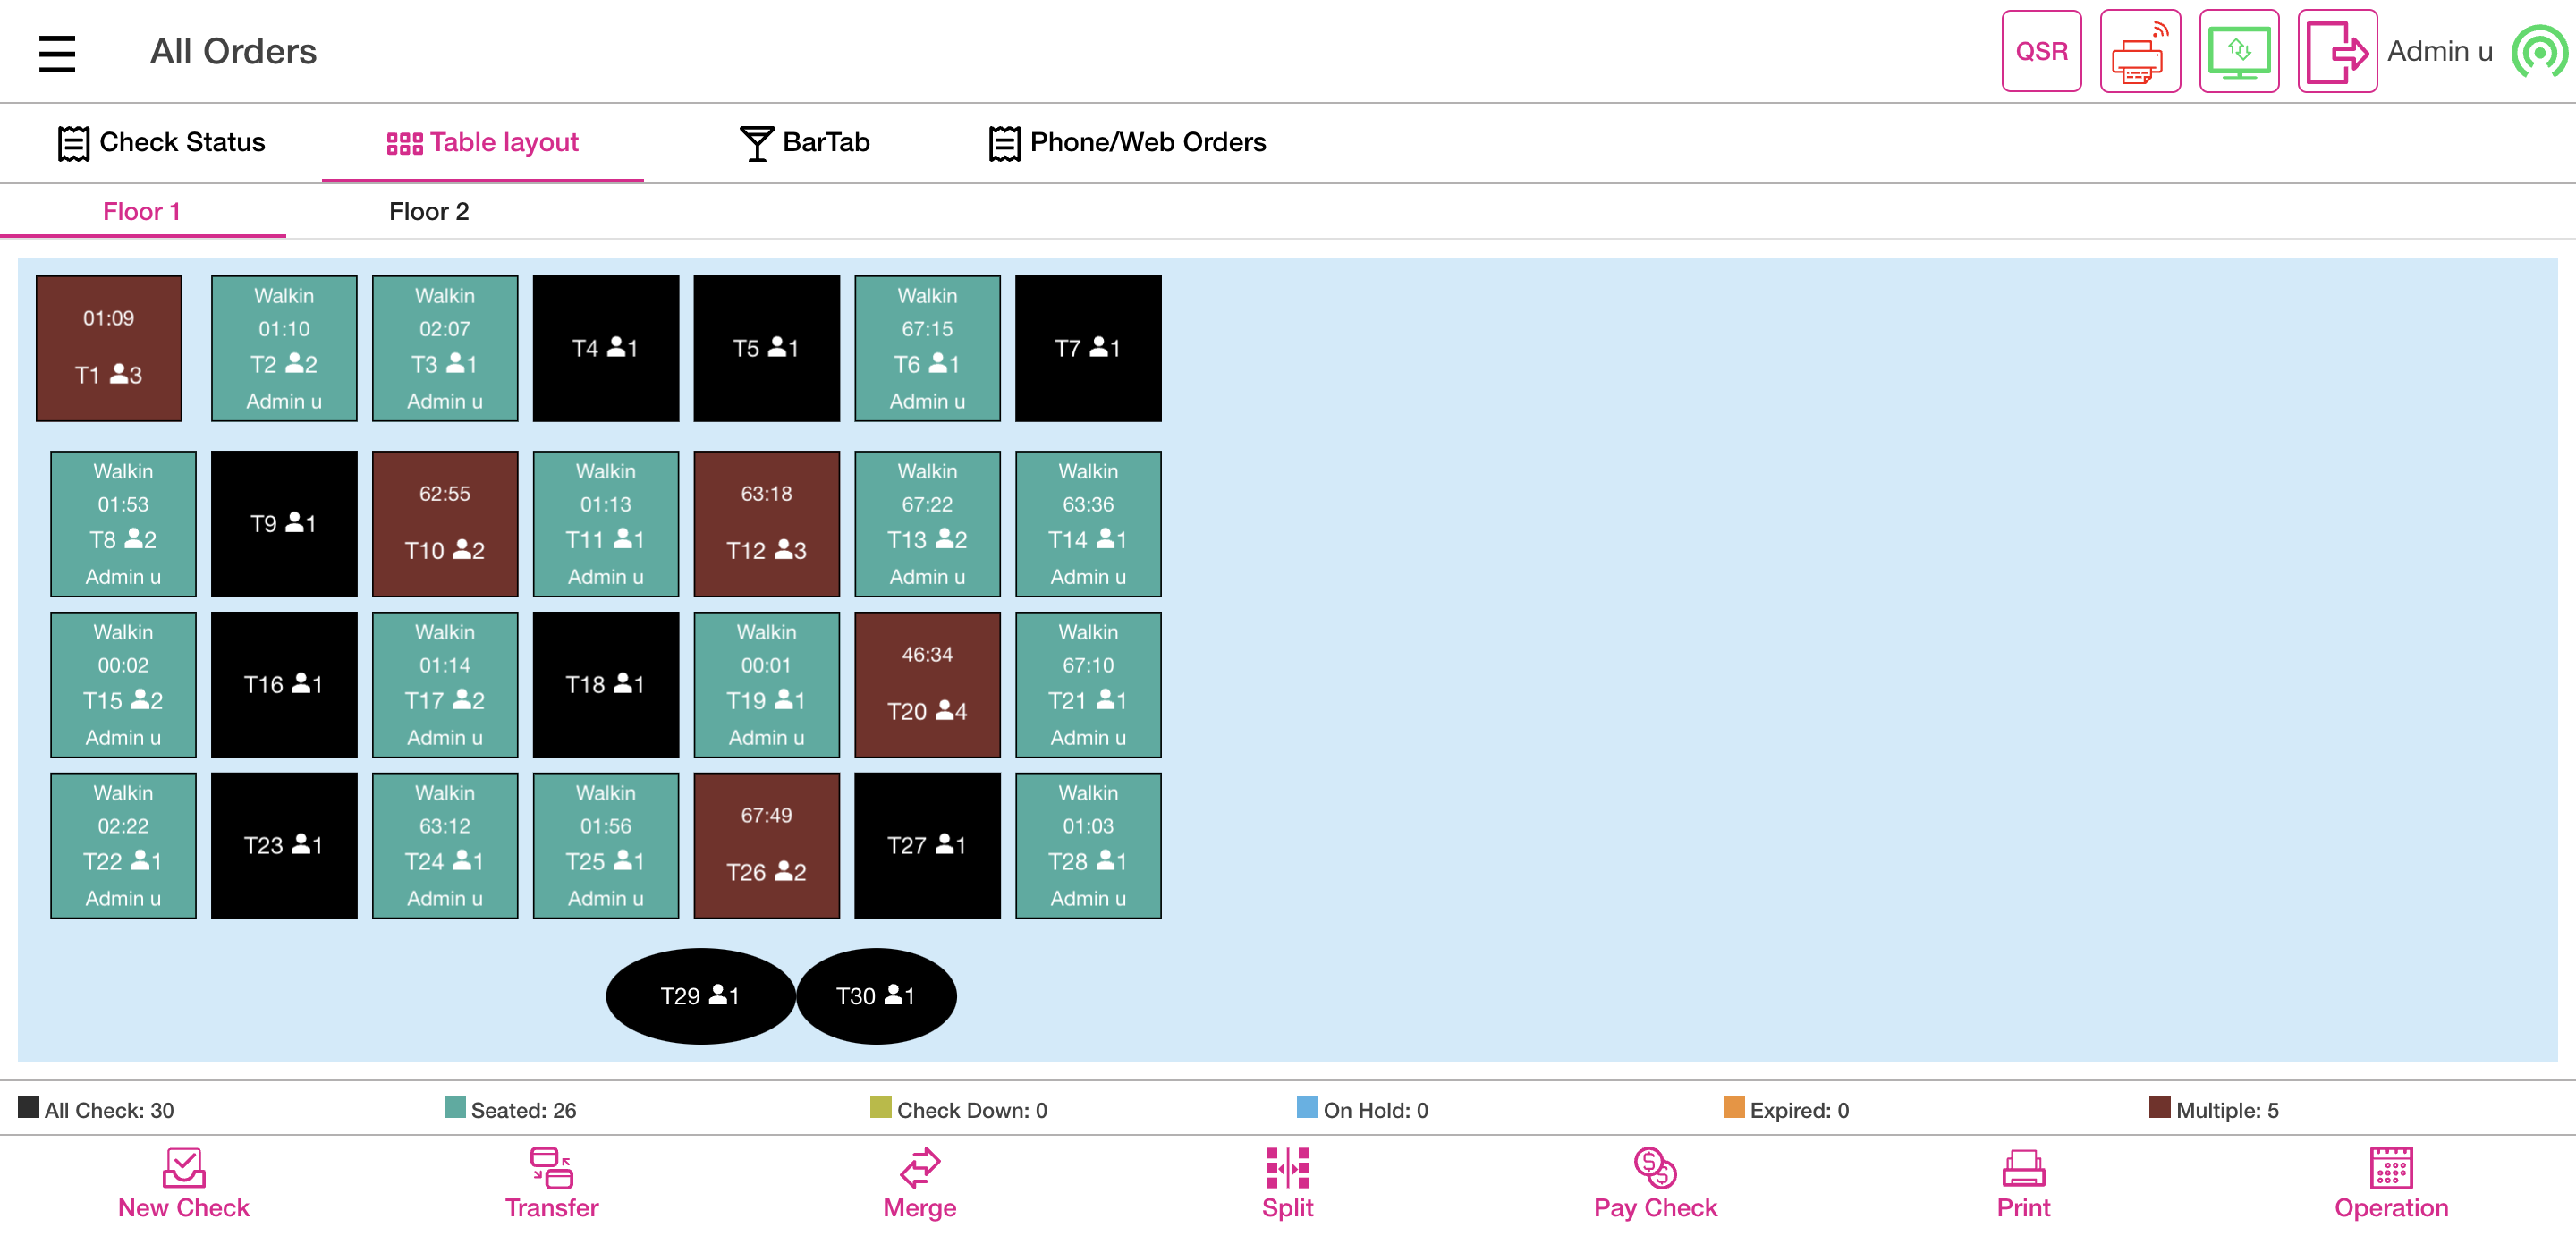 All Orders
QSR
Admin u
Check Status
Table layout
BarTab
Phone/Web Orders
Floor 1
Floor 2
01:09
T1 3
Walkin
01:10
T2 2
Admin u
Walkin
02:07
T3 1
Admin u
T4 1
T5 1
Walkin
67:15
T6 1
Admin u
T7 1
Walkin
01:53
T8 2
Admin u
T9 1
62:55
T10 2
Walkin
01:13
T11 1
Admin u
63:18
T12 3
Walkin
67:22
T13 2
Admin u
Walkin
63:36
T14 1
Admin u
Walkin
00:02
T15 2
Admin u
T16 1
Walkin
01:14
T17 2
Admin u
T18 1
Walkin
00:01
T19 1
Admin u
46:34
T20 4
Walkin
67:10
T21 1
Admin u
Walkin
02:22
T22 1
Admin u
T23 1
Walkin
63:12
T24 1
Admin u
Walkin
01:56
T25 1
Admin u
67:49
T26 2
T27 1
Walkin
01:03
T28 1
Admin u
T29 1
T30 1
All Check: 30
Seated: 26
Check Down: 0
On Hold: 0
Expired: 0
Multiple: 5
New Check
Transfer
Merge
Split
Pay Check
Print
Operation